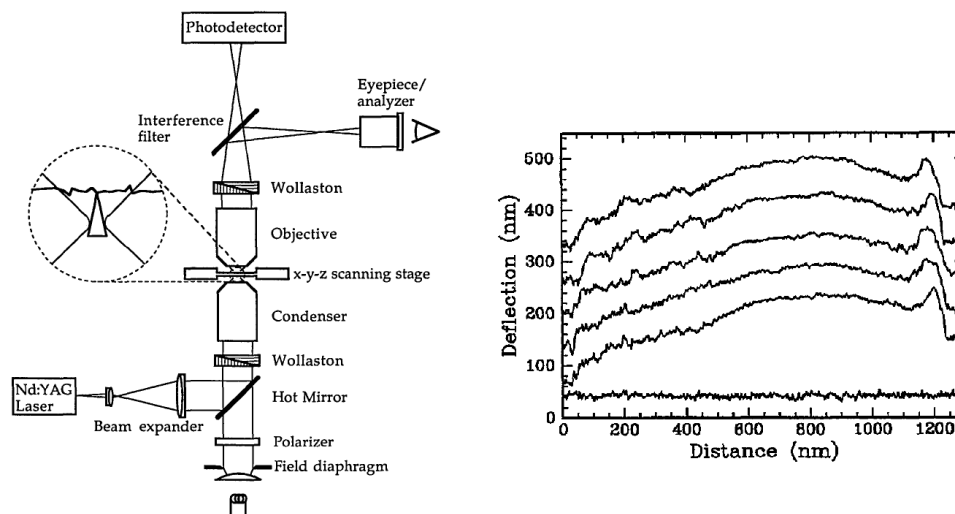 Photodetector
Eyepiece/
analyzer
Interference
filter
Wollaston
Objective
x-y-z scanning stage
Condenser
Wollaston
Nd:YAG
Laser
Hot Mirror
Beam expander
Polarizer
Field diaphragm
Deflection (nm)
500
400
300
200
100
0
0
200
400
600
800
1000
1200
Distance (nm)